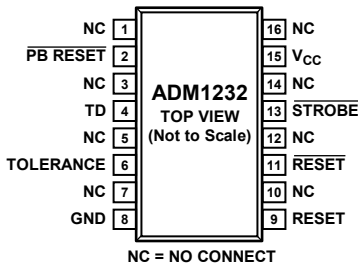 NC 1
PB RESET 2
NC 3
TD 4
NC 5
TOLERANCE 6
NC 7
GND 8
ADM1232
TOP VIEW
(Not to Scale)
16 NC
15 VCC
14 NC
13 STROBE
12 NC
11 RESET
10 NC
9 RESET
NC = NO CONNECT